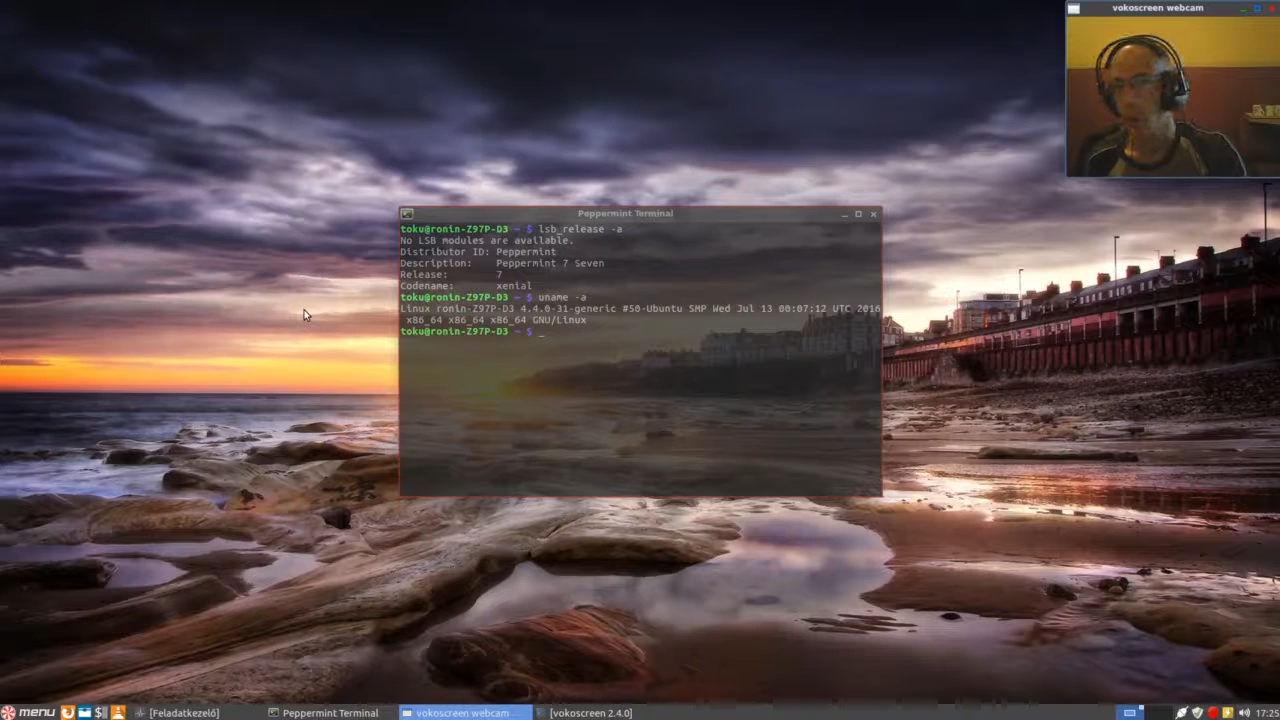 vokoscreen webcam
Peppermint Terminal
toku@ronin-Z97P-D3 ~ $ lsb_release -a
No LSB modules are available.
Distributor ID: Peppermint
Description: Peppermint 7 Seven
Release: 7
Codename: xenial
toku@ronin-Z97P-D3 ~ $ uname -a
Linux ronin-Z97P-D3 4.4.0-31-generic #50-Ubuntu SMP Wed Jul 13 00:07:12 UTC 2016
x86_64 x86_64 x86_64 GNU/Linux
toku@ronin-Z97P-D3 ~ $ _
menu $ [Feladatkezelő] Peppermint Terminal vokoscreen webcam [vokoscreen 2.4.0] 17:25